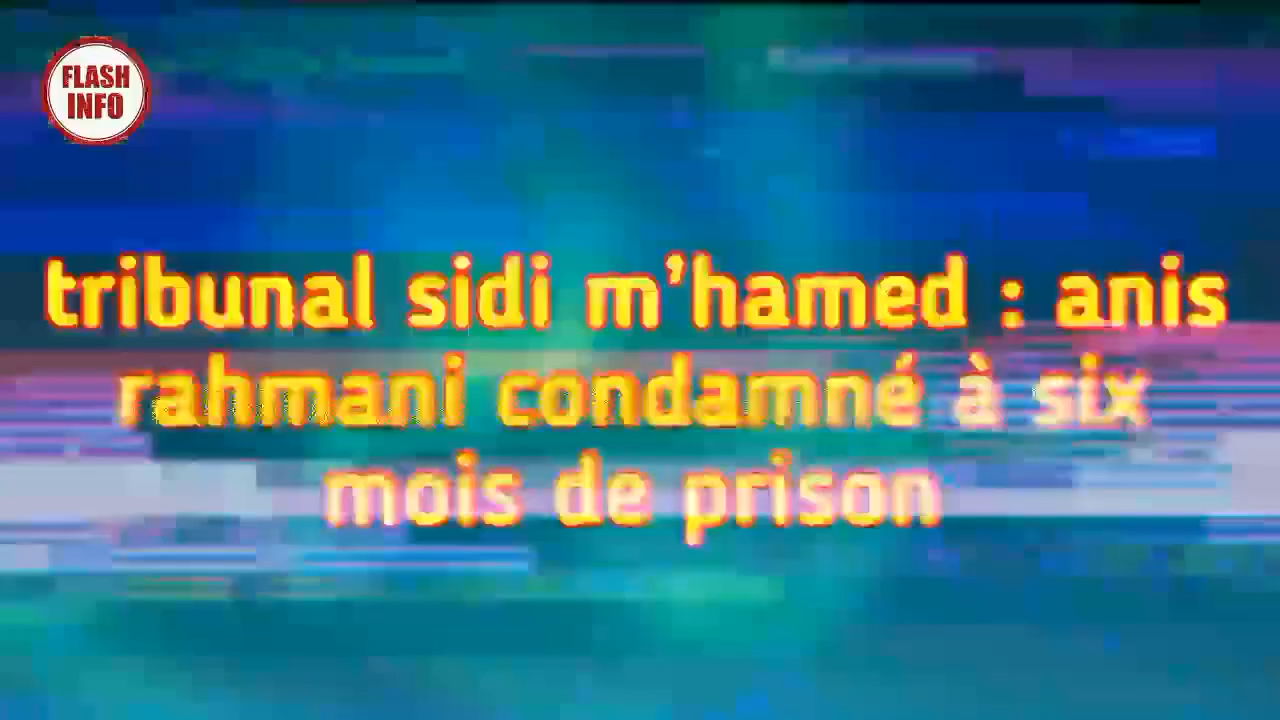 FLASH
INFO
tribunal sidi m'hamed : anis
rahmani condamné à six
mois de prison